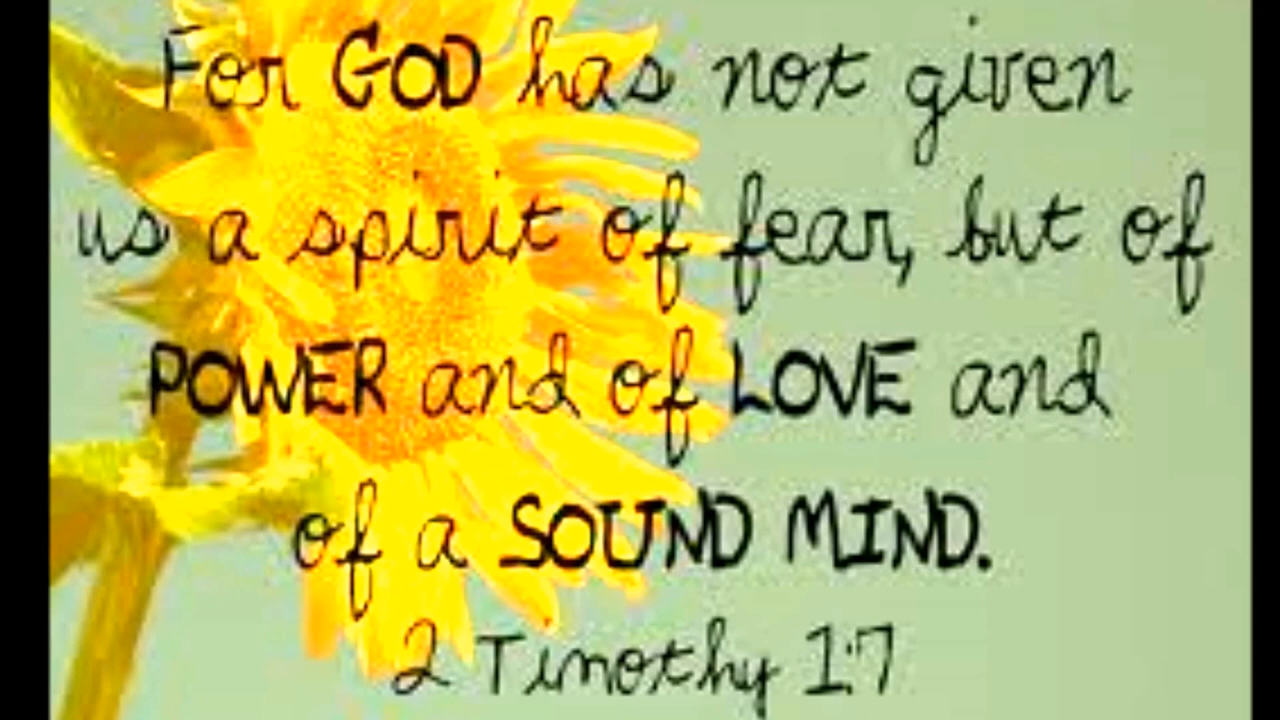 For GOD has not given
us a spirit of fear, but of
POWER and of LOVE and
of a SOUND MIND.
2 Timothy 1:7